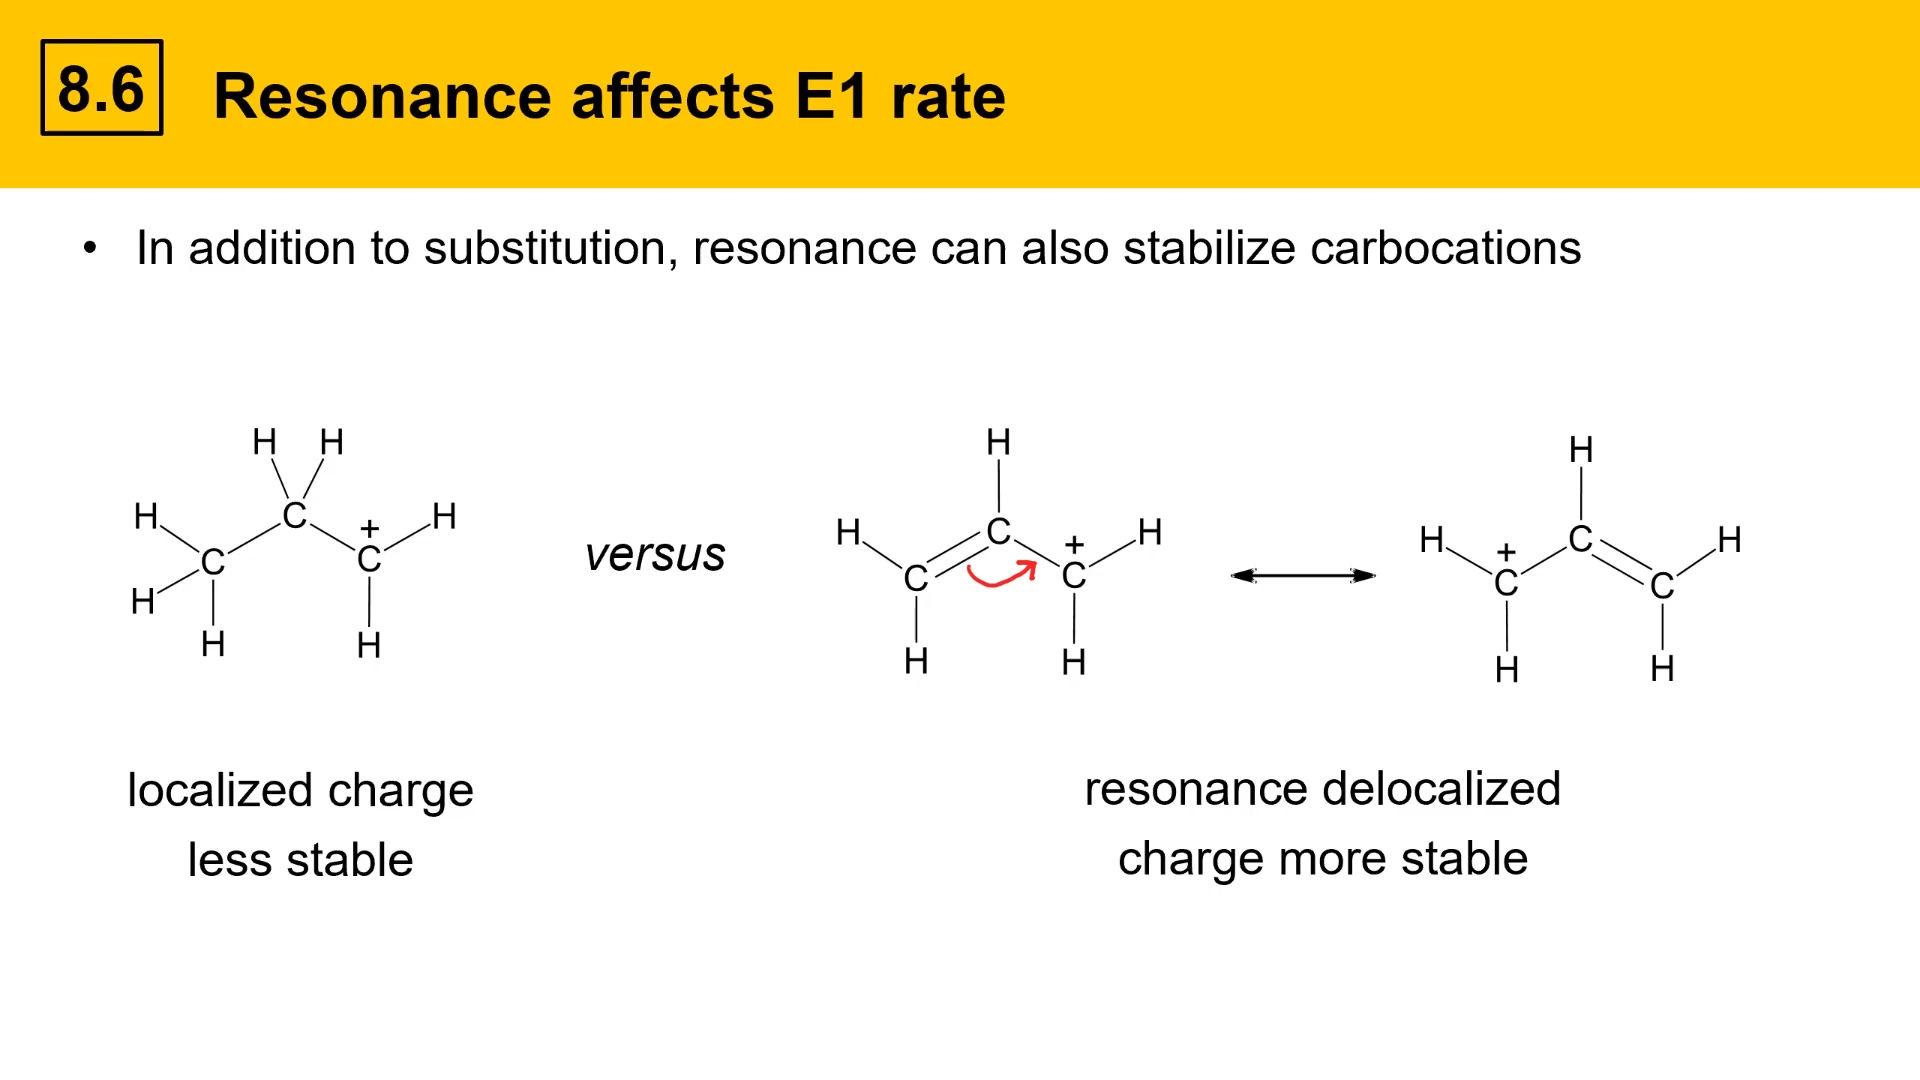 8.6 Resonance affects E1 rate
• In addition to substitution, resonance can also stabilize carbocations
H H H
H
H C + H H C + H H + C H
C C versus C C C C
H
H H H H H H
localized charge resonance delocalized
less stable charge more stable